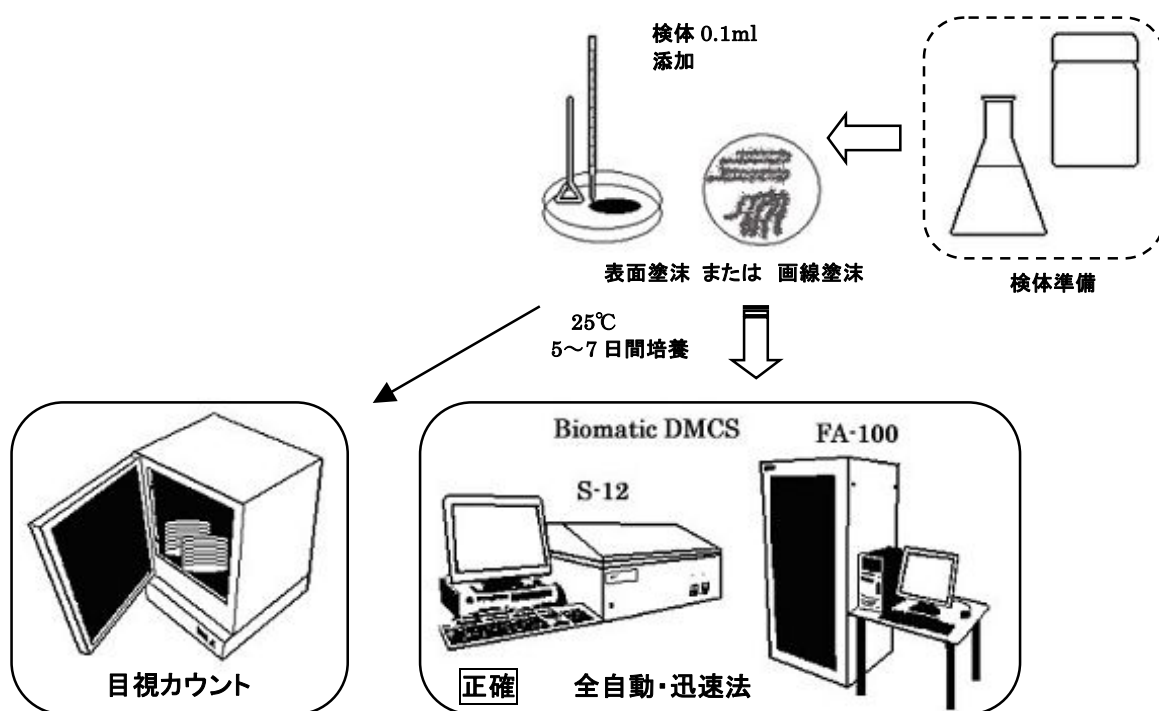 検体 0.1ml
添加
検体準備
表面塗沫 または 画線塗沫
25℃
5～7日間培養
Biomatic DMCS
FA-100
S-12
目視カウント
正確 全自動・迅速法